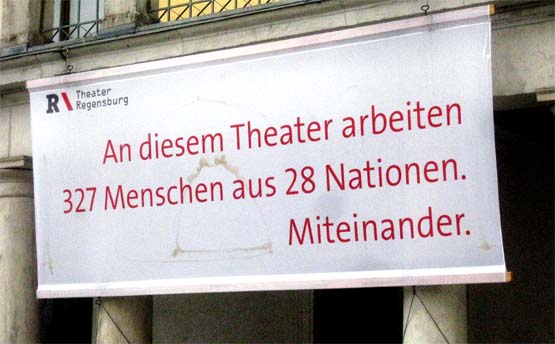 R
Theater
Regensburg
An diesem Theater arbeiten
327 Menschen aus 28 Nationen.
Miteinander.